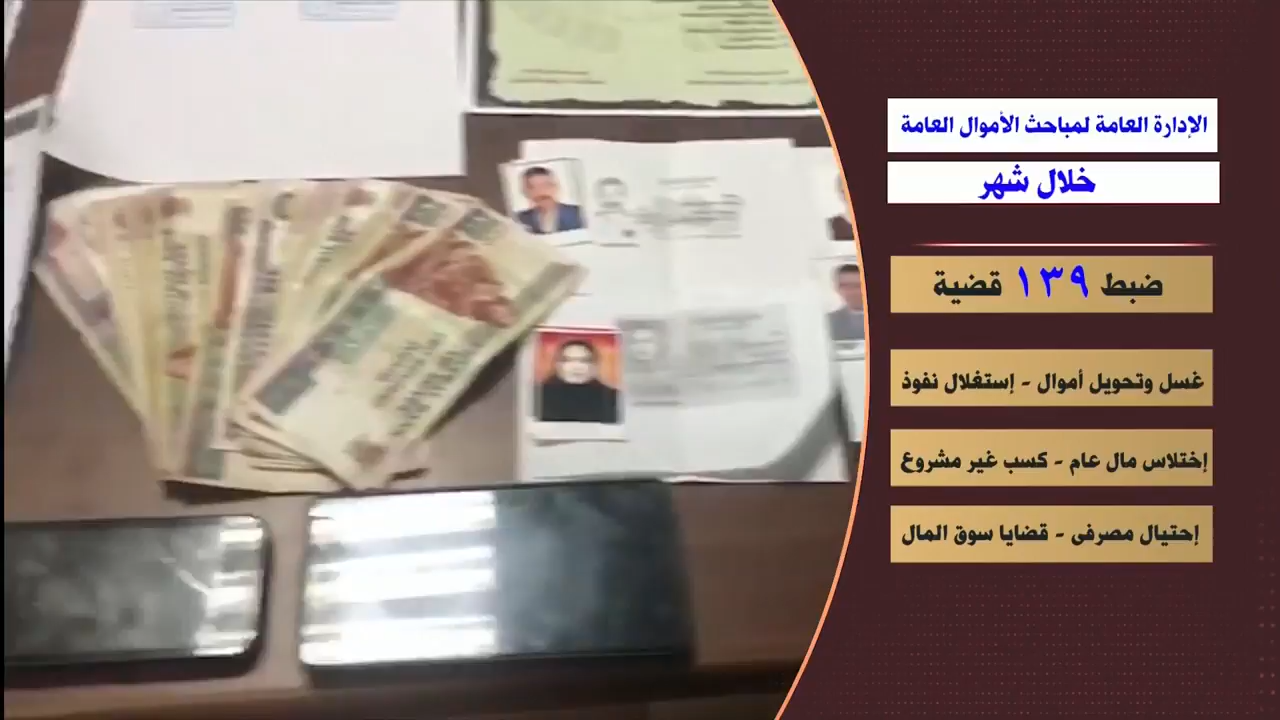 الإدارة العامة لمباحث الأموال العامة
خلال شهر
ضبط ١٣٩ قضية
غسل وتحويل أموال - إستغلال نفوذ
إختلاس مال عام - كسب غير مشروع
إحتيال مصرفى - قضايا سوق المال